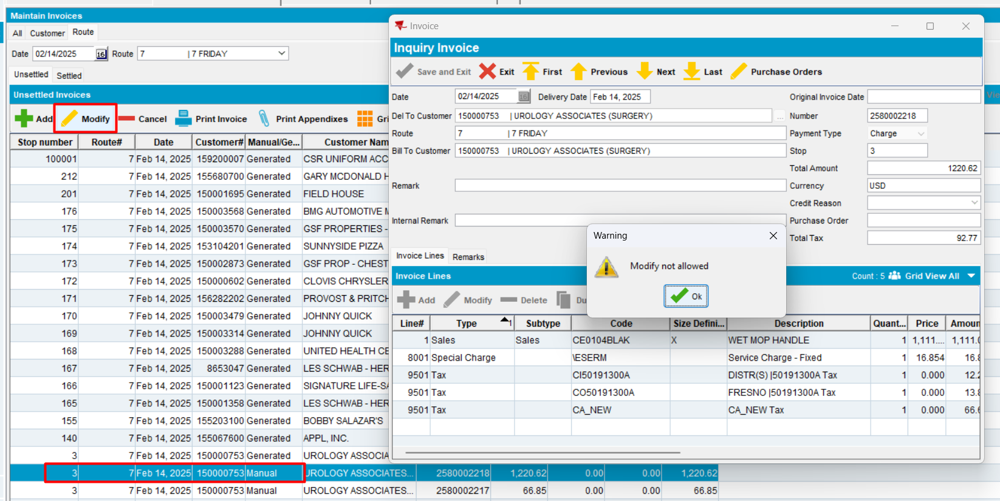 Maintain Invoices
All Customer Route
Date 02/14/2025 16 Route 7 | 7 FRIDAY
Unsettled Settled
Unsettled Invoices
Add Modify Cancel Print Invoice Print Appendixes Gri
Stop number Route# Date Customer# Manual/Ge... Customer Nam
100001 7 Feb 14, 2025 159200007 Generated CSR UNIFORM ACC
212 7 Feb 14, 2025 155680700 Generated GARY MCDONALD H
201 7 Feb 14, 2025 150001695 Generated FIELD HOUSE
176 7 Feb 14, 2025 150003568 Generated BMG AUTOMOTIVE M
175 7 Feb 14, 2025 150003570 Generated GSF PROPERTIES -
174 7 Feb 14, 2025 153104201 Generated SUNNYSIDE PIZZA
173 7 Feb 14, 2025 150002873 Generated GSF PROP - CHEST
172 7 Feb 14, 2025 150000602 Generated CLOVIS CHRYSLER
171 7 Feb 14, 2025 156282202 Generated PROVOST & PRITCH
170 7 Feb 14, 2025 150003479 Generated JOHNNY QUICK
169 7 Feb 14, 2025 150003314 Generated JOHNNY QUICK
168 7 Feb 14, 2025 150003288 Generated UNITED HEALTH CE
167 7 Feb 14, 2025 8653047 Generated LES SCHWAB - HER
166 7 Feb 14, 2025 150001123 Generated SIGNATURE LIFE-SA
165 7 Feb 14, 2025 150001358 Generated LES SCHWAB - HER
155 7 Feb 14, 2025 155203100 Generated BOBBY SALAZAR'S
140 7 Feb 14, 2025 155067600 Generated APPL, INC.
3 7 Feb 14, 2025 150000753 Generated UROLOGY ASSOCIA
3 7 Feb 14, 2025 150000753 Manual UROLOGY ASSOCIATES... 2580002218 1,220.62 0.00 0.00 1,220.62
3 7 Feb 14, 2025 150000753 Manual UROLOGY ASSOCIATES... 2580002217 66.85 0.00 0.00 66.85
Invoice
Inquiry Invoice
Save and Exit Exit First Previous Next Last Purchase Orders
Date 02/14/2025 16 Delivery Date Feb 14, 2025 Original Invoice Date
Del To Customer 150000753 | UROLOGY ASSOCIATES (SURGERY) ... Number 2580002218
Route 7 | 7 FRIDAY Payment Type Charge
Bill To Customer 150000753 | UROLOGY ASSOCIATES (SURGERY) Stop 3
Total Amount 1220.62
Remark Currency USD
Credit Reason
Internal Remark Purchase Order
Total Tax 92.77
Invoice Lines Remarks
Invoice Lines Count : 5 Grid View All
Add Modify Delete Du
Line# Type 1 Subtype Code Size Defini... Description Quant... Price Amoun
1 Sales Sales CE0104BLAK X WET MOP HANDLE 1 1,111.... 1,111.0
8001 Special Charge \ESERM Service Charge - Fixed 1 16.854 16.8
9501 Tax CI50191300A DISTR(S) |50191300A Tax 1 0.000 12.2
9501 Tax CO50191300A FRESNO |50191300A Tax 1 0.000 13.8
9501 Tax CA_NEW CA_NEW Tax 1 0.000 66.6
Warning
Modify not allowed
Ok
Vie